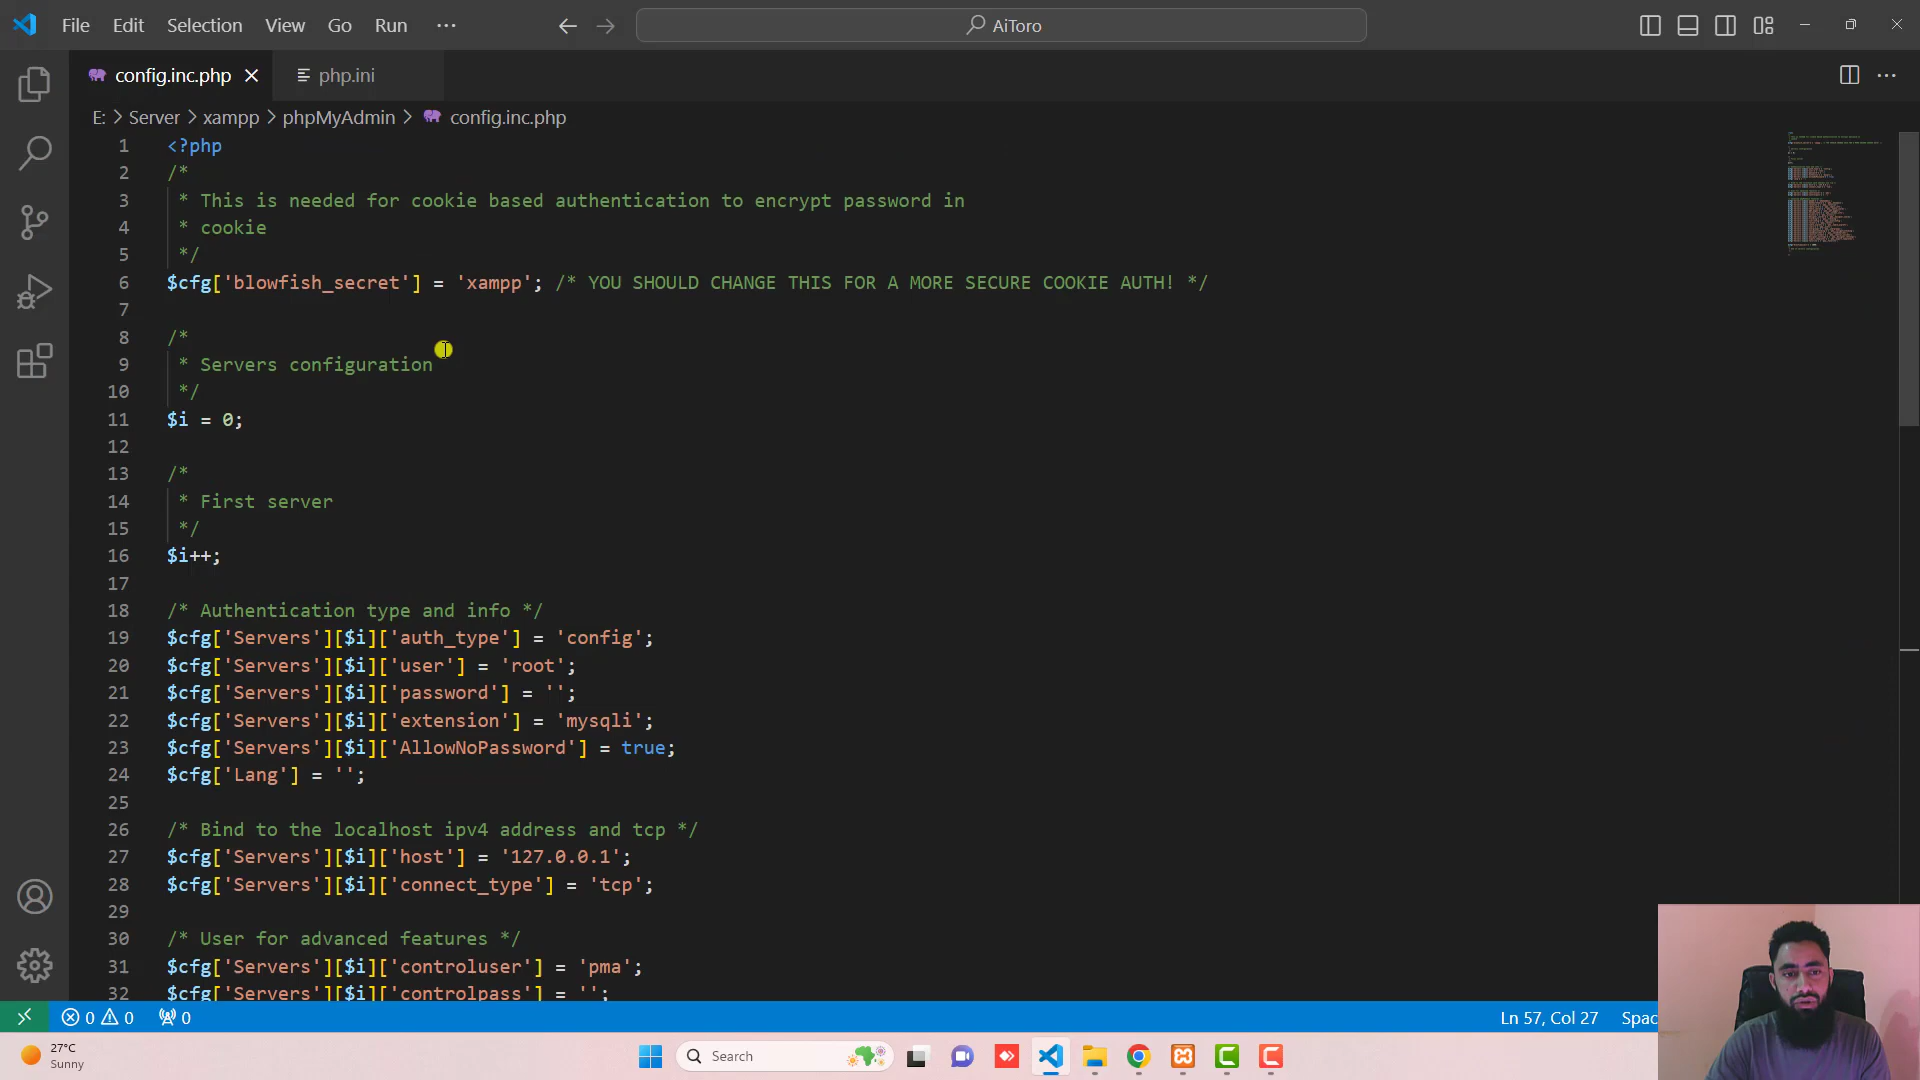 File Edit Selection View Go Run ···
AiToro
config.inc.php
php.ini
E: > Server > xampp > phpMyAdmin > config.inc.php
1 <?php
2 /*
3 * This is needed for cookie based authentication to encrypt password in
4 * cookie
5 */
6 $cfg['blowfish_secret'] = 'xampp'; /* YOU SHOULD CHANGE THIS FOR A MORE SECURE COOKIE AUTH! */
7
8 /*
9 * Servers configuration
10 */
11 $i = 0;
12
13 /*
14 * First server
15 */
16 $i++;
17
18 /* Authentication type and info */
19 $cfg['Servers'][$i]['auth_type'] = 'config';
20 $cfg['Servers'][$i]['user'] = 'root';
21 $cfg['Servers'][$i]['password'] = '';
22 $cfg['Servers'][$i]['extension'] = 'mysqli';
23 $cfg['Servers'][$i]['AllowNoPassword'] = true;
24 $cfg['Lang'] = '';
25
26 /* Bind to the localhost ipv4 address and tcp */
27 $cfg['Servers'][$i]['host'] = '127.0.0.1';
28 $cfg['Servers'][$i]['connect_type'] = 'tcp';
29
30 /* User for advanced features */
31 $cfg['Servers'][$i]['controluser'] = 'pma';
32 $cfg['Servers'][$i]['controlpass'] = '';
0 0 0
Ln 57, Col 27 Spac
27°C
Sunny
Search